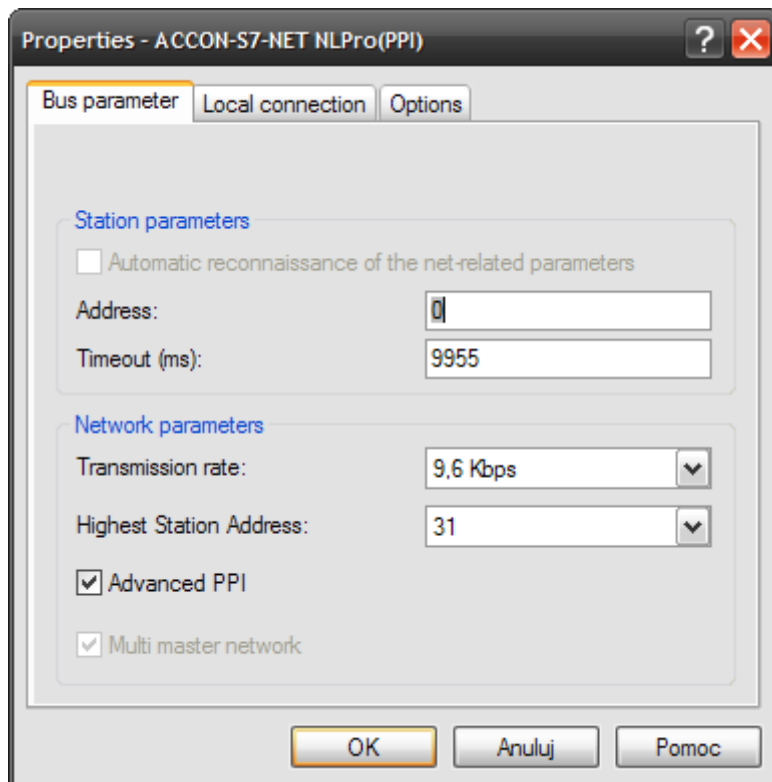 Properties - ACCON-S7-NET NLPro(PPI)
Bus parameter Local connection Options
Station parameters
Automatic reconnaissance of the net-related parameters
Address: 0
Timeout (ms): 9955
Network parameters
Transmission rate: 9,6 Kbps
Highest Station Address: 31
Advanced PPI
Multi master network
OK Anuluj Pomoc